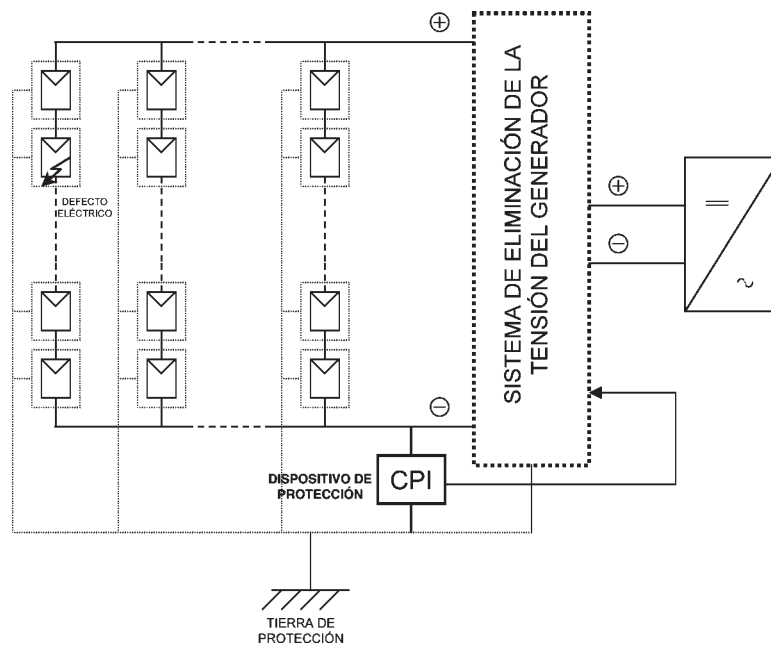 +
SISTEMA DE ELIMINACIÓN DE LA
TENSIÓN DEL GENERADOR
DEFECTO
ELÉCTRICO
+
=
−
~
−
DISPOSITIVO DE
PROTECCIÓN
CPI
TIERRA DE
PROTECCIÓN